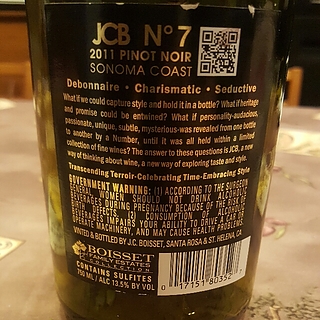 JCB Nº 7
2011 PINOT NOIR
SONOMA COAST
Debonnaire • Charismatic • Seductive
What if we could capture style and hold it in a bottle? What if heritage
and promise could be entwined? What if personality-audacious,
passionate, unique, subtle, mysterious-was revealed from one bottle
to another by a Number, until it was all held within a limited
collection of fine wines? The answer to these questions is JCB, a new
way of thinking about wine, a new way of exploring taste and style.
Transcending Terroir-Celebrating Time-Embracing Style
GOVERNMENT WARNING: (1) ACCORDING TO THE SURGEON
GENERAL, WOMEN SHOULD NOT DRINK ALCOHOLIC
BEVERAGES DURING PREGNANCY BECAUSE OF THE RISK OF
BIRTH DEFECTS. (2) CONSUMPTION OF ALCOHOLIC
BEVERAGES IMPAIRS YOUR ABILITY TO DRIVE A CAR OR
OPERATE MACHINERY, AND MAY CAUSE HEALTH PROBLEMS.
VINTED & BOTTLED BY J.C. BOISSET, SANTA ROSA & ST. HELENA, CA
BOISSET
FAMILY ESTATES
COLLECTION
CONTAINS SULFITES
750 ML / ALC 13.5% BY VOL
0 17151 80352